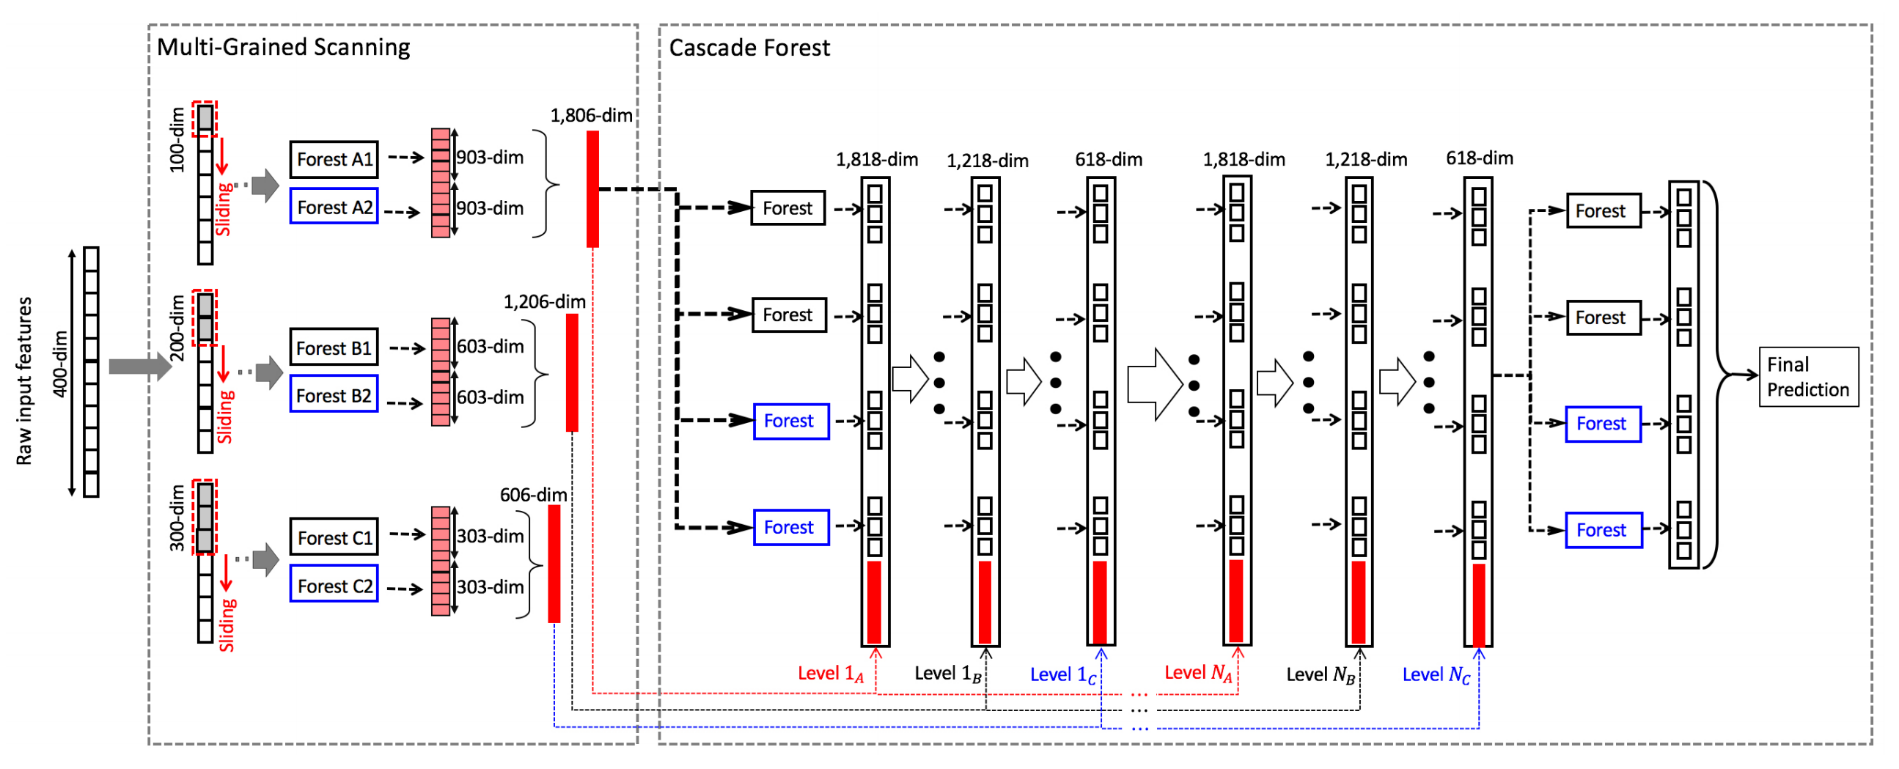 Multi-Grained Scanning
Cascade Forest
Raw input features
400-dim
100-dim
Sliding
Forest A1
Forest A2
903-dim
903-dim
1,806-dim
200-dim
Sliding
Forest B1
Forest B2
603-dim
603-dim
1,206-dim
300-dim
Sliding
Forest C1
Forest C2
303-dim
303-dim
606-dim
Forest
Forest
Forest
Forest
1,818-dim
1,218-dim
618-dim
1,818-dim
1,218-dim
618-dim
Level 1A
Level 1B
Level 1C
Level NA
Level NB
Level NC
...
...
...
Forest
Forest
Forest
Forest
Final
Prediction